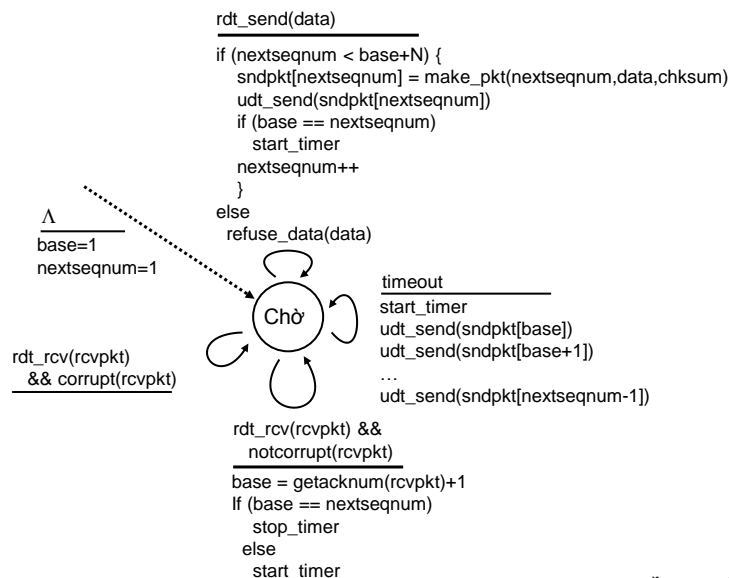 rdt_send(data)
if (nextseqnum < base+N) {
sndpkt[nextseqnum] = make_pkt(nextseqnum,data,chksum)
udt_send(sndpkt[nextseqnum])
if (base == nextseqnum)
start_timer
nextseqnum++
}
else
refuse_data(data)
Λ
base=1
nextseqnum=1
Chờ
timeout
start_timer
udt_send(sndpkt[base])
udt_send(sndpkt[base+1])
…
udt_send(sndpkt[nextseqnum-1])
rdt_rcv(rcvpkt)
&& corrupt(rcvpkt)
rdt_rcv(rcvpkt) &&
notcorrupt(rcvpkt)
base = getacknum(rcvpkt)+1
If (base == nextseqnum)
stop_timer
else
start_timer